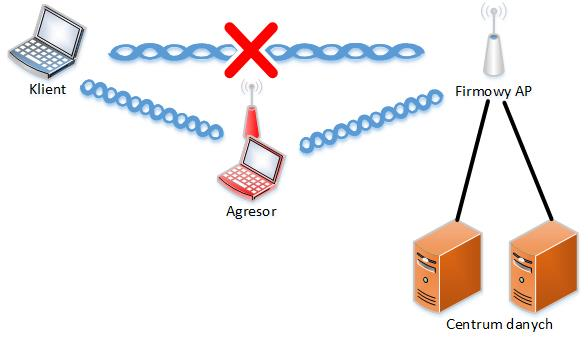 Klient
Firmowy AP
Agresor
Centrum danych